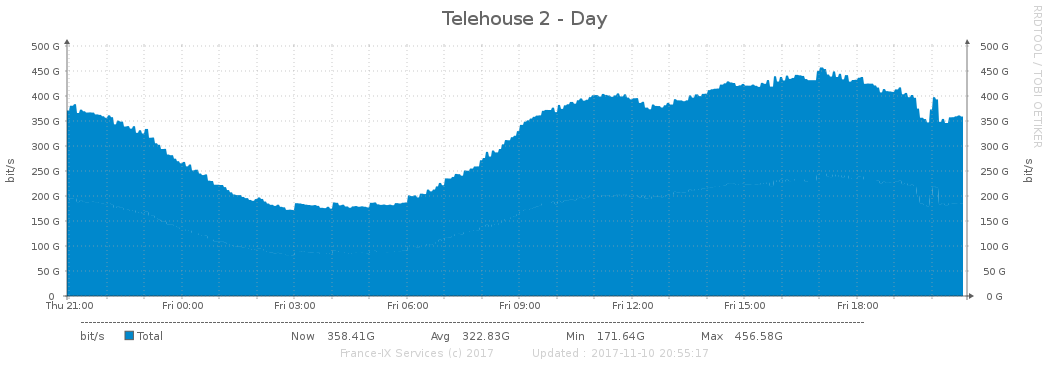 Telehouse 2 - Day
RRDTOOL / TOBI OETIKER
500 G 500 G
450 G 450 G
400 G 400 G
350 G 350 G
300 G 300 G
250 G 250 G
200 G 200 G
150 G 150 G
100 G 100 G
50 G 50 G
0 0 G
bit/s bit/s
Thu 21:00 Fri 00:00 Fri 03:00 Fri 06:00 Fri 09:00 Fri 12:00 Fri 15:00 Fri 18:00
bit/s Total Now 358.41G Avg 322.83G Min 171.64G Max 456.58G
France-IX Services (c) 2017 Updated : 2017-11-10 20:55:17